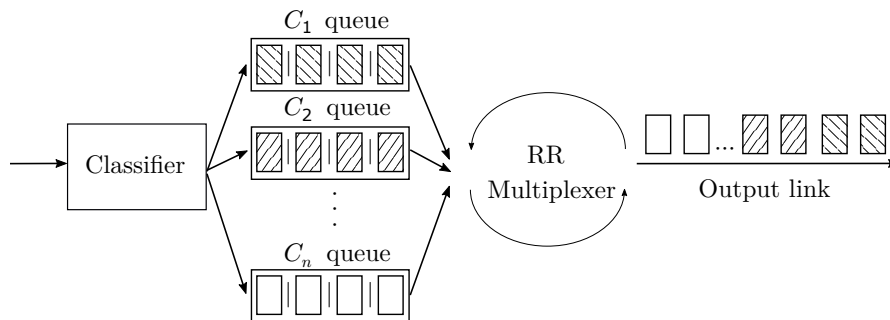 C₁ queue
C₂ queue
Classifier
Cₙ queue
RR
Multiplexer
...
Output link